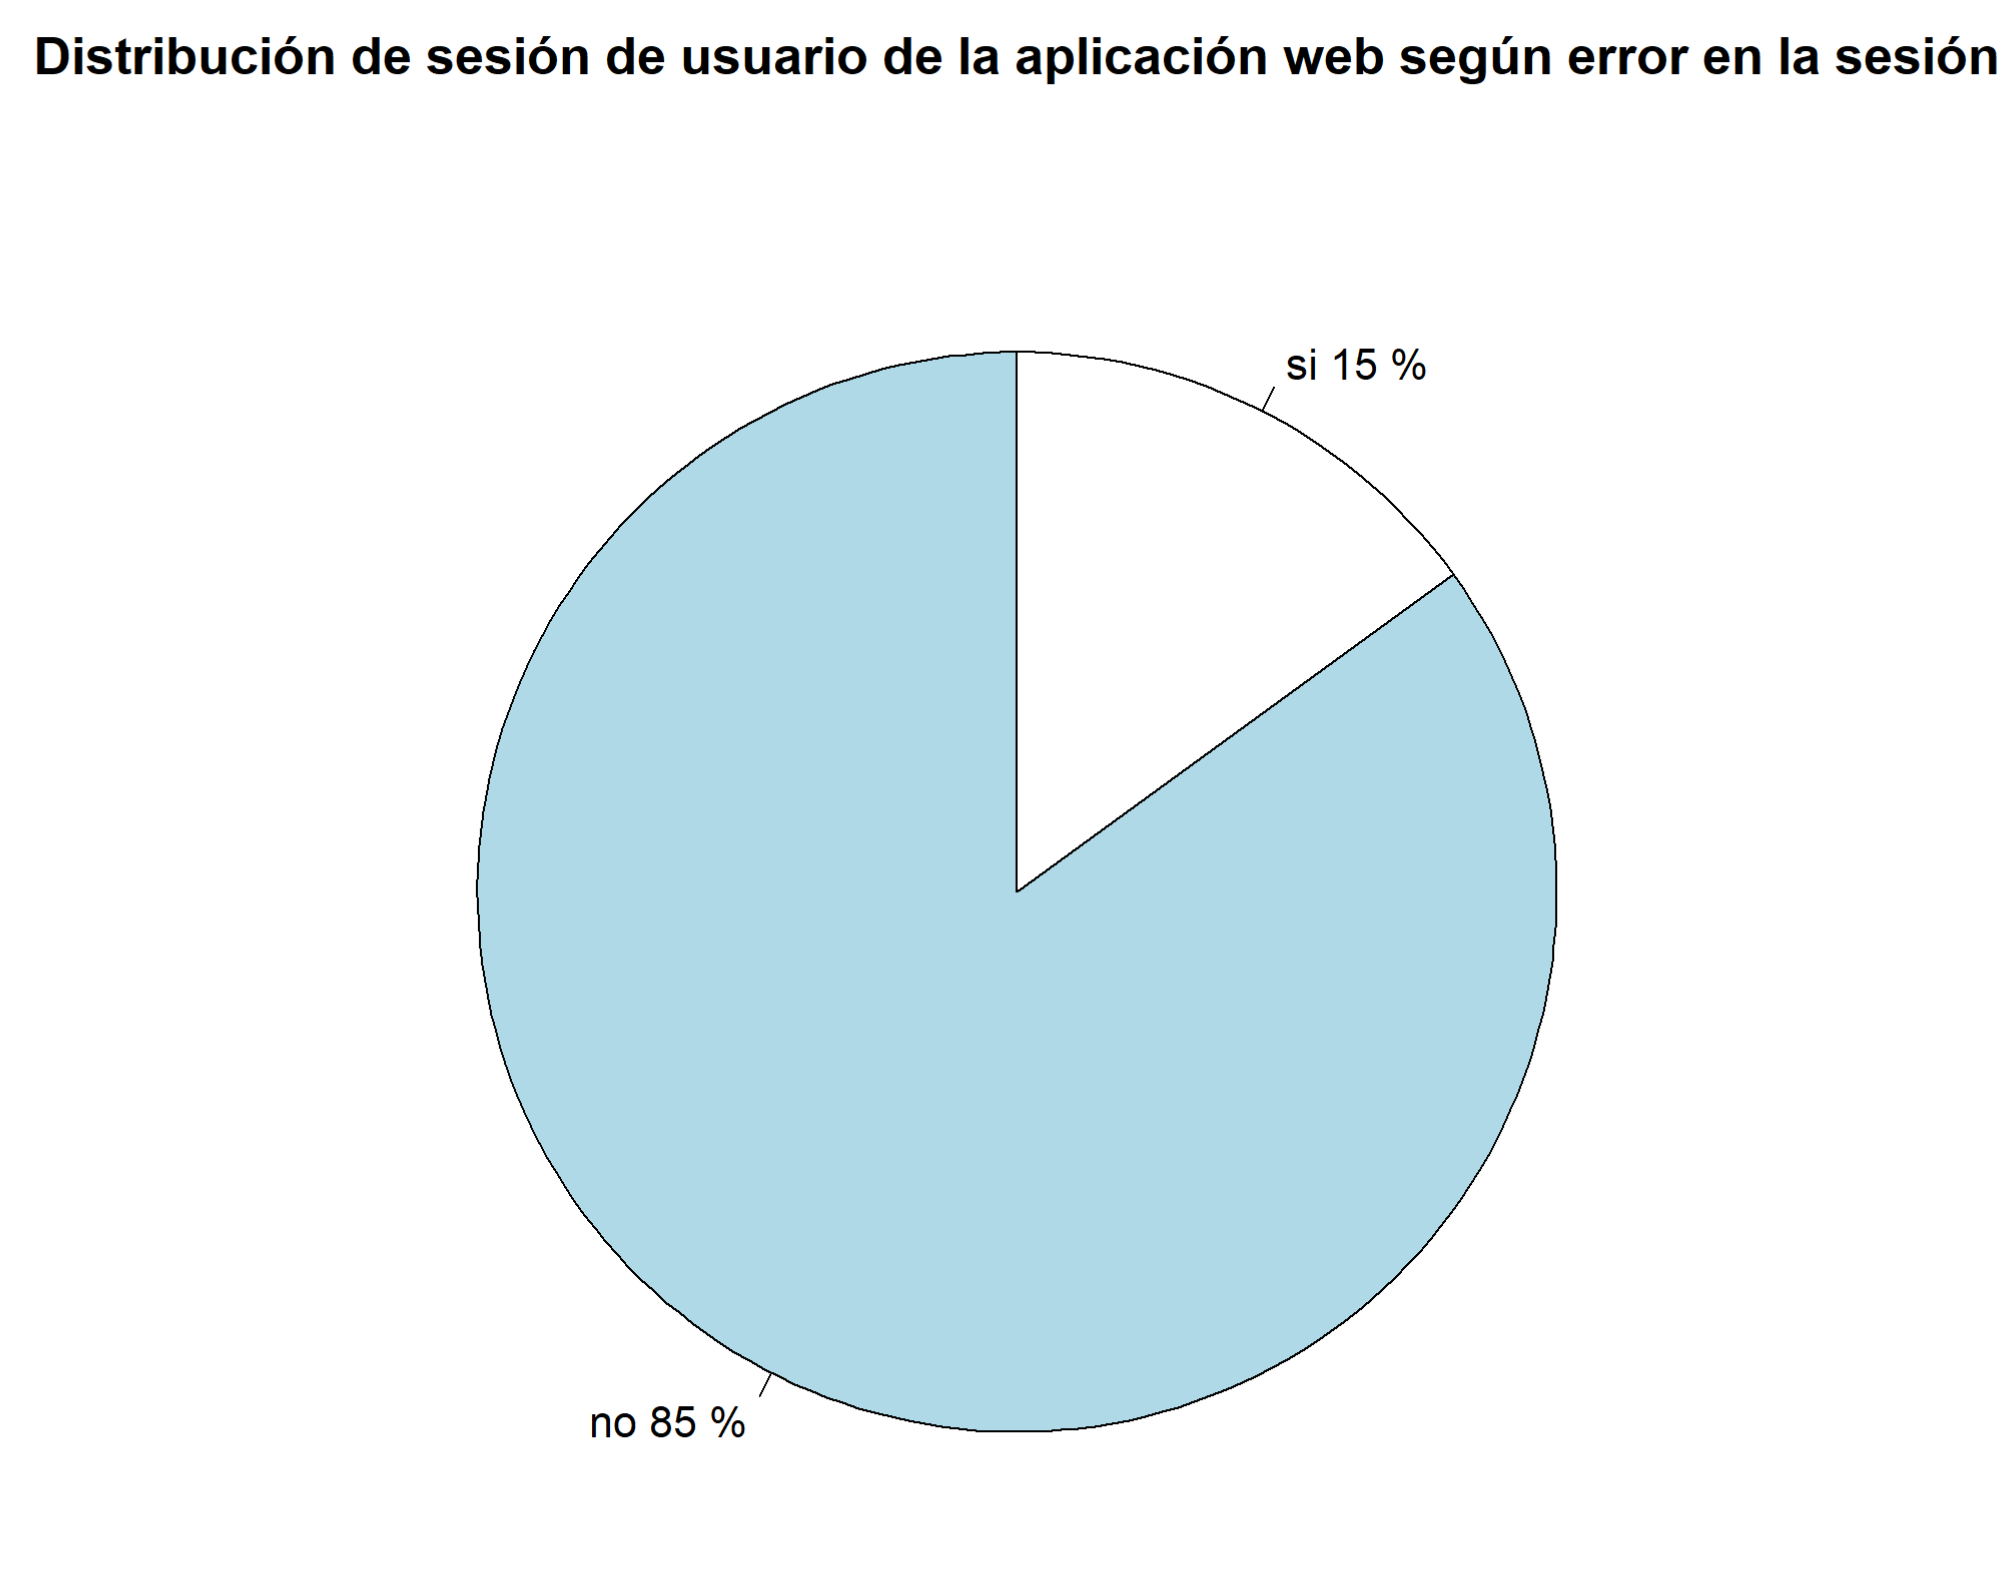 Distribución de sesión de usuario de la aplicación web según error en la sesión
si 15 %
no 85 %